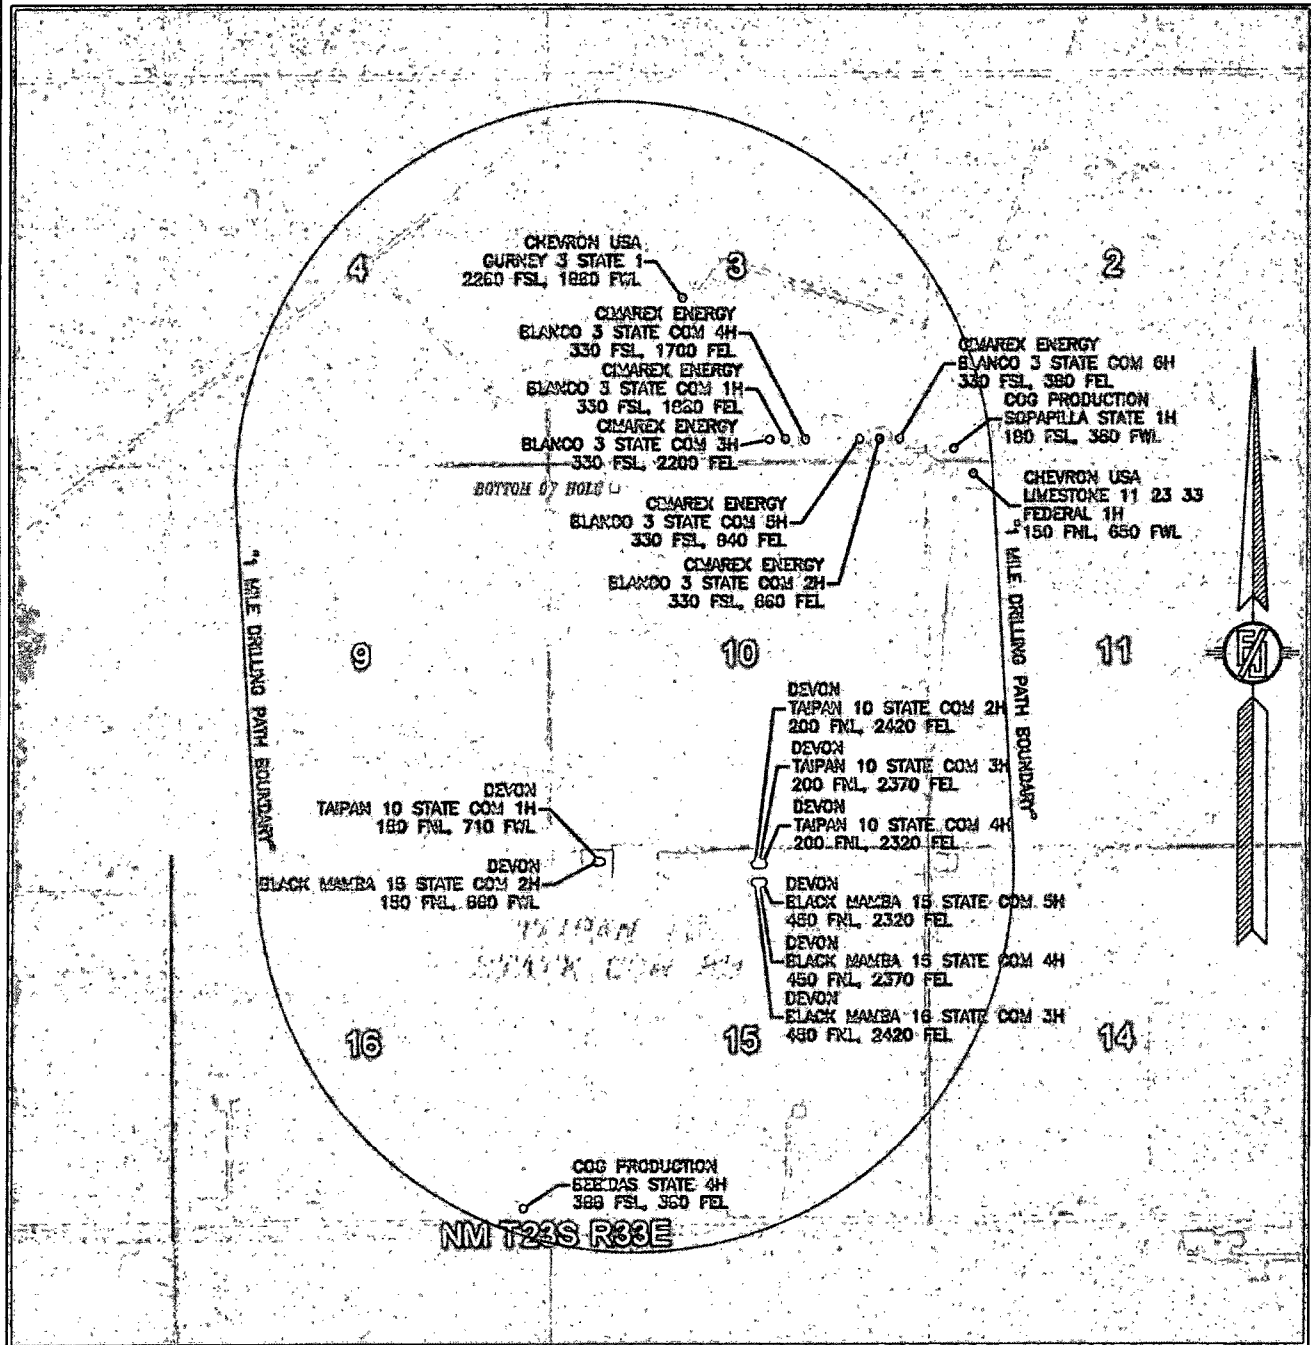 CHEVRON USA
GURNEY 3 STATE 1
2260 FSL, 1880 FWL
4
3
2
CIMAREX ENERGY
BLANCO 3 STATE COM 4H
330 FSL, 1700 FEL
CIMAREX ENERGY
BLANCO 3 STATE COM 1H
330 FSL, 1980 FEL
CIMAREX ENERGY
BLANCO 3 STATE COM 3H
330 FSL, 2200 FEL
CIMAREX ENERGY
BLANCO 3 STATE COM 6H
330 FSL, 380 FEL
COG PRODUCTION
SOPAPILLA STATE 1H
190 FSL, 380 FWL
CHEVRON USA
LIMESTONE 11 23 33
FEDERAL 1H
150 FNL, 650 FWL
BOTTOM OF HOLE
CIMAREX ENERGY
BLANCO 3 STATE COM 5H
330 FSL, 940 FEL
CIMAREX ENERGY
BLANCO 3 STATE COM 2H
330 FSL, 660 FEL
"1 MILE DRILLING PATH BOUNDARY"
"1 MILE DRILLING PATH BOUNDARY"
9
10
11
DEVON
TAIPAN 10 STATE COM 2H
200 FNL, 2420 FEL
DEVON
TAIPAN 10 STATE COM 3H
200 FNL, 2370 FEL
DEVON
TAIPAN 10 STATE COM 4H
200 FNL, 2320 FEL
DEVON
TAIPAN 10 STATE COM 1H
150 FNL, 710 FWL
DEVON
BLACK MAMBA 15 STATE COM 2H
150 FNL, 660 FWL
TAIPAN
STATE COM
DEVON
BLACK MAMBA 15 STATE COM 5H
450 FNL, 2320 FEL
DEVON
BLACK MAMBA 15 STATE COM 4H
450 FNL, 2370 FEL
DEVON
BLACK MAMBA 15 STATE COM 3H
450 FNL, 2420 FEL
16
15
14
COG PRODUCTION
STATE 4H
FSL, 350 FEL
NM T23S R33E